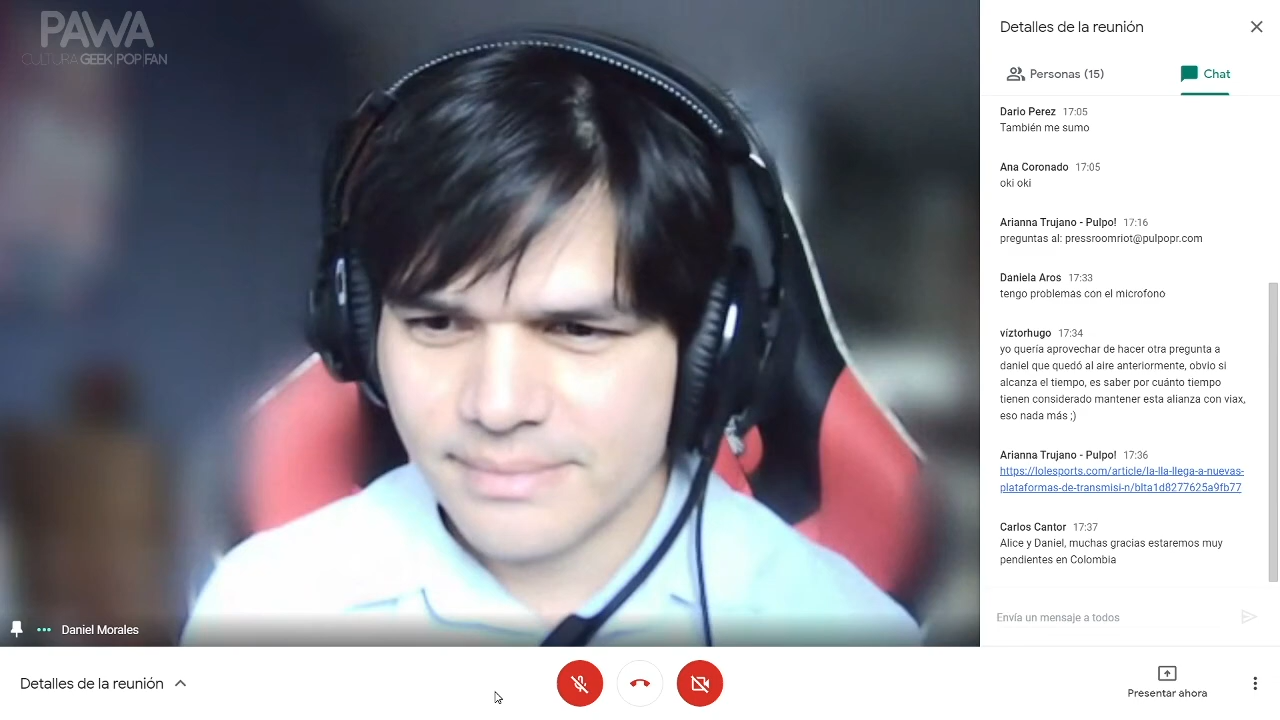 PAWA
CULTURA GEEK|POP|FAN
Daniel Morales
Detalles de la reunión
Detalles de la reunión
Personas (15)
Chat
Dario Perez 17:05
También me sumo
Ana Coronado 17:05
oki oki
Arianna Trujano - Pulpo! 17:16
preguntas al: pressroomriot@pulpopr.com
Daniela Aros 17:33
tengo problemas con el microfono
víztorhugo 17:34
yo quería aprovechar de hacer otra pregunta a
daniel que quedó al aire anteriormente, obvio si
alcanza el tiempo, es saber por cuánto tiempo
tienen considerado mantener esta alianza con viax,
eso nada más ;)
Arianna Trujano - Pulpo! 17:36
https://lolesports.com/article/la-lla-llega-a-nuevas-
plataformas-de-transmisi-n/blta1d8277625a9fb77
Carlos Cantor 17:37
Alice y Daniel, muchas gracias estaremos muy
pendientes en Colombia
Envía un mensaje a todos
Presentar ahora